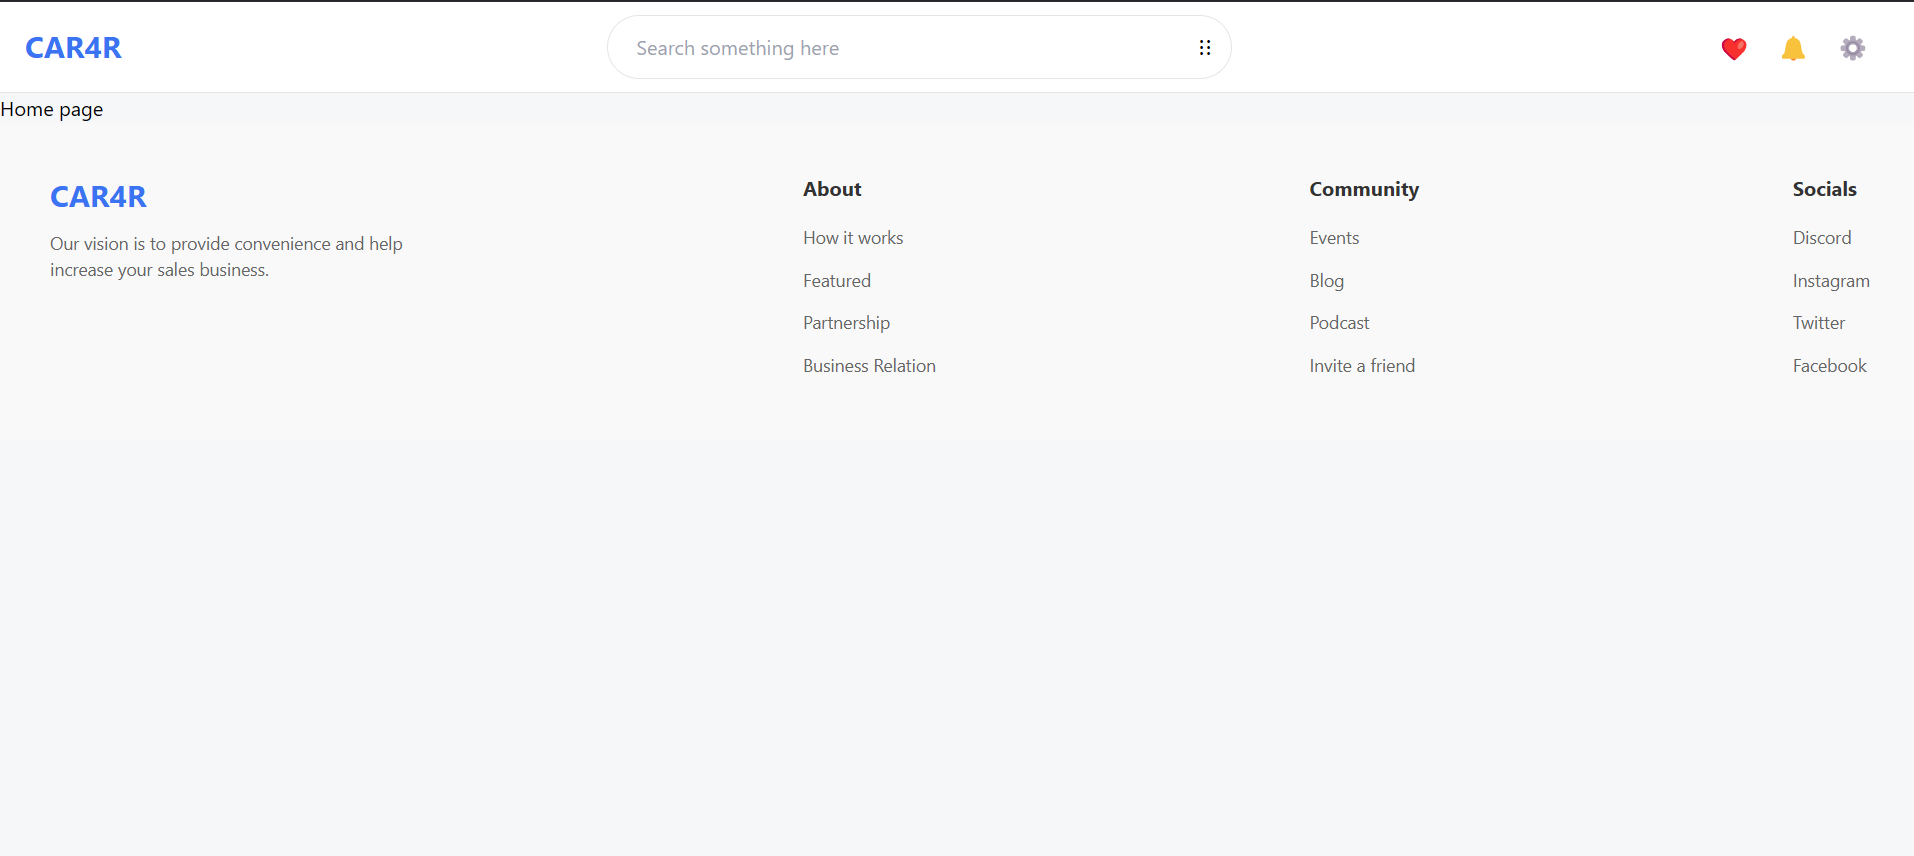 CAR4R
Search something here
Home page
CAR4R
Our vision is to provide convenience and help
increase your sales business.
About
How it works
Featured
Partnership
Business Relation
Community
Events
Blog
Podcast
Invite a friend
Socials
Discord
Instagram
Twitter
Facebook